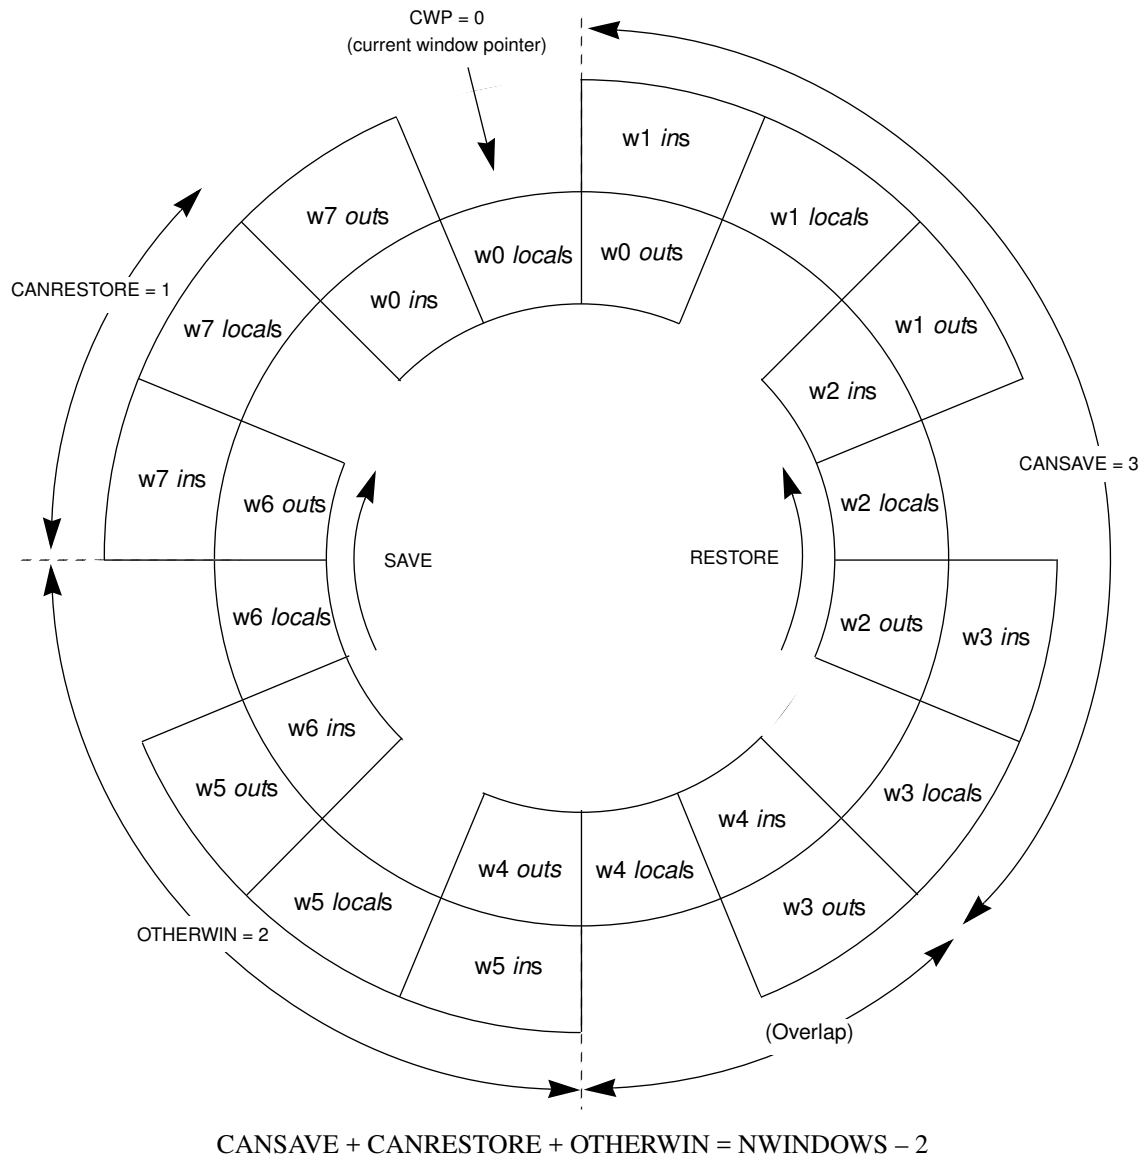 CWP = 0
(current window pointer)
w1 ins
w7 outs
w1 locals
w0 locals
w0 outs
CANRESTORE = 1
w0 ins
w7 locals
w1 outs
w2 ins
w7 ins
CANSAVE = 3
w6 outs
w2 locals
SAVE
RESTORE
w6 locals
w2 outs
w3 ins
w6 ins
w5 outs
w3 locals
w4 ins
w4 outs
w4 locals
w5 locals
w3 outs
OTHERWIN = 2
w5 ins
(Overlap)
CANSAVE + CANRESTORE + OTHERWIN = NWINDOWS – 2